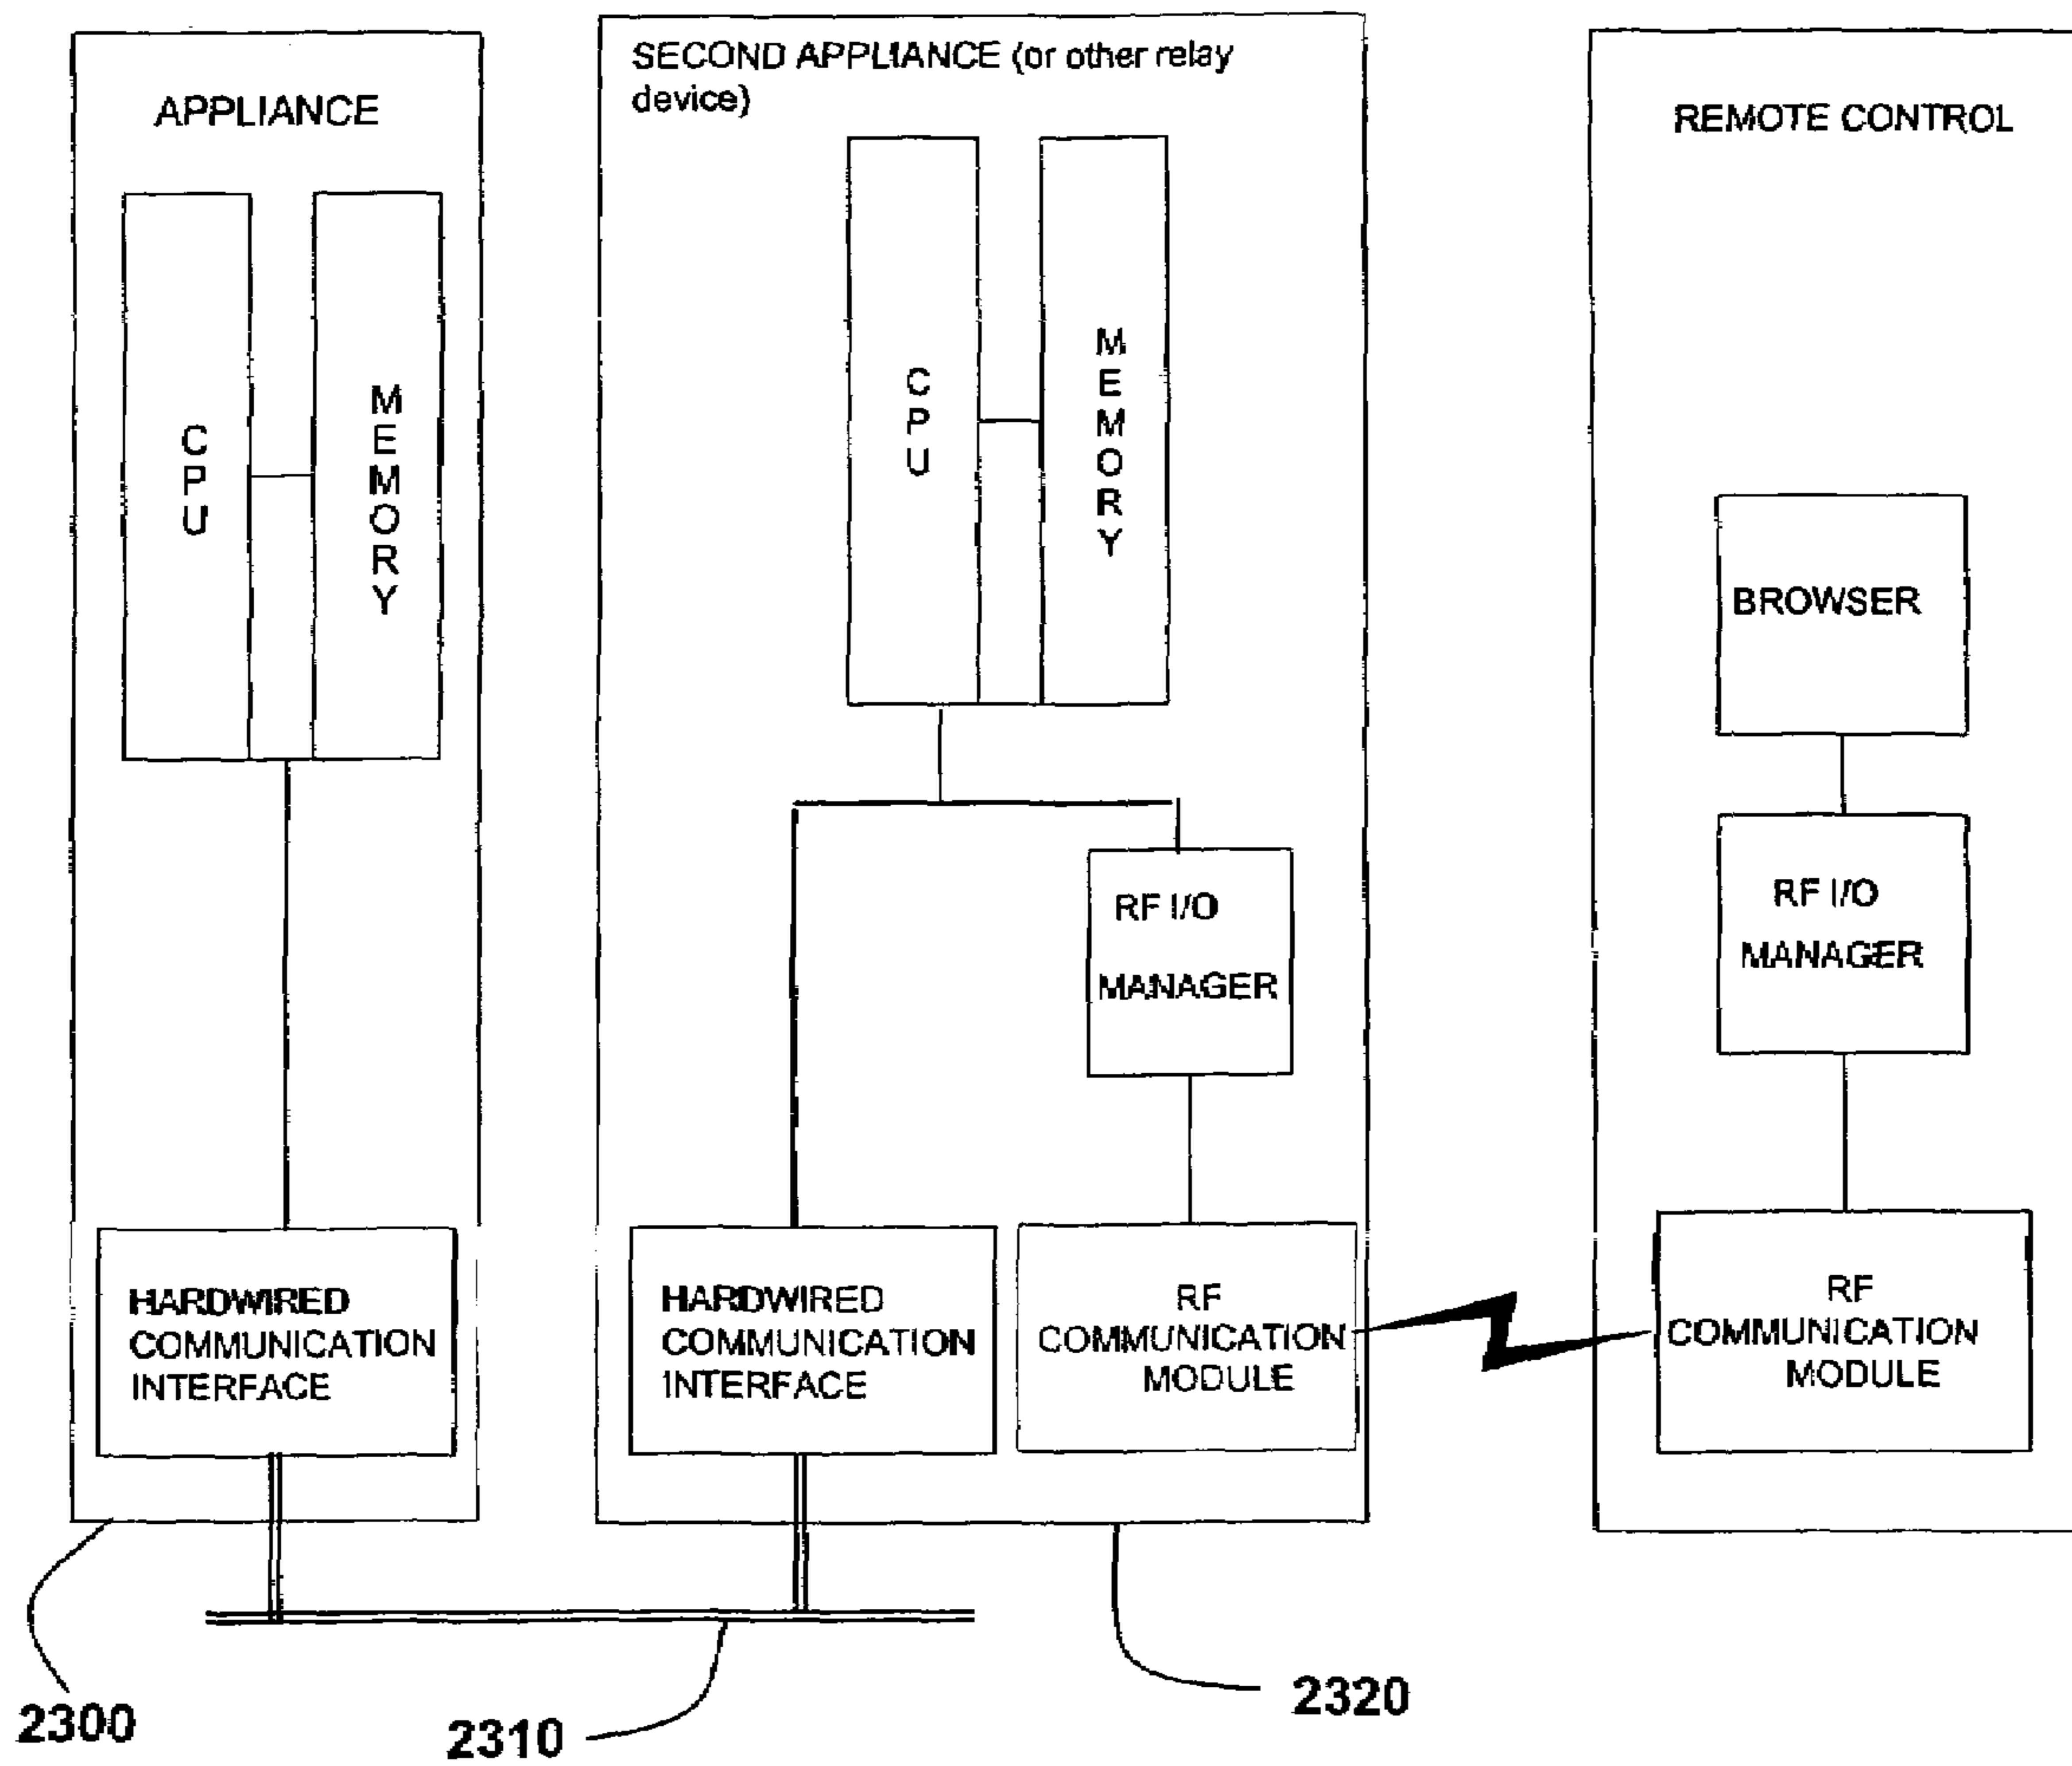 APPLIANCE
C
P
U
M
E
M
O
R
Y
HARDWIRED
COMMUNICATION
INTERFACE
SECOND APPLIANCE (or other relay
device)
C
P
U
M
E
M
O
R
Y
RF I/O
MANAGER
HARDWIRED
COMMUNICATION
INTERFACE
RF
COMMUNICATION
MODULE
REMOTE CONTROL
BROWSER
RF I/O
MANAGER
RF
COMMUNICATION
MODULE
2300
2310
2320